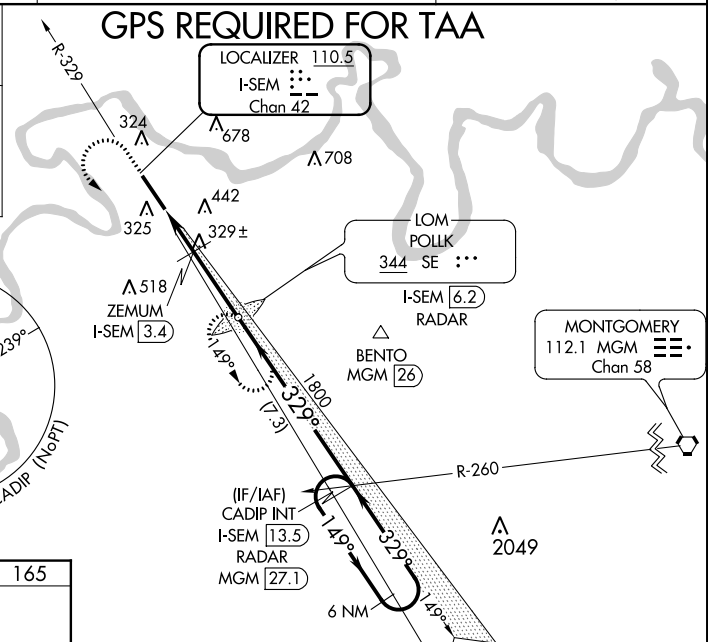 GPS REQUIRED FOR TAA
R-329
LOCALIZER 110.5
I-SEM
Chan 42
324
678
708
442
325
329±
518
ZEMUM
I-SEM 3.4
LOM
POLLK
344 SE
I-SEM 6.2
RADAR
BENTO
MGM 26
MONTGOMERY
112.1 MGM
Chan 58
239°
CADIP (NoPT)
149°
(7.3)
329°
1800
R-260
(IF/IAF)
CADIP INT
I-SEM 13.5
RADAR
MGM 27.1
149°
329°
2049
6 NM
149°
165